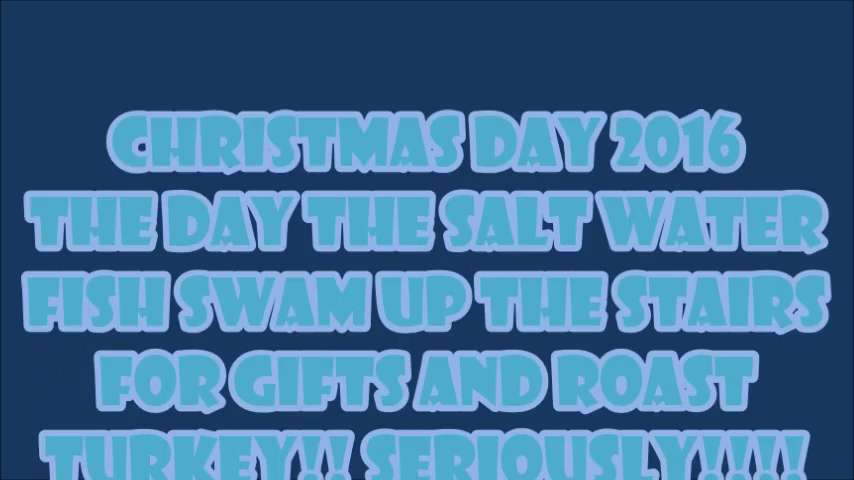 CHRISTMAS DAY 2016
THE DAY THE SALT WATER
FISH SWAM UP THE STAIRS
FOR GIFTS AND ROAST
TURKEY!! SERIOUSLY!!!!!